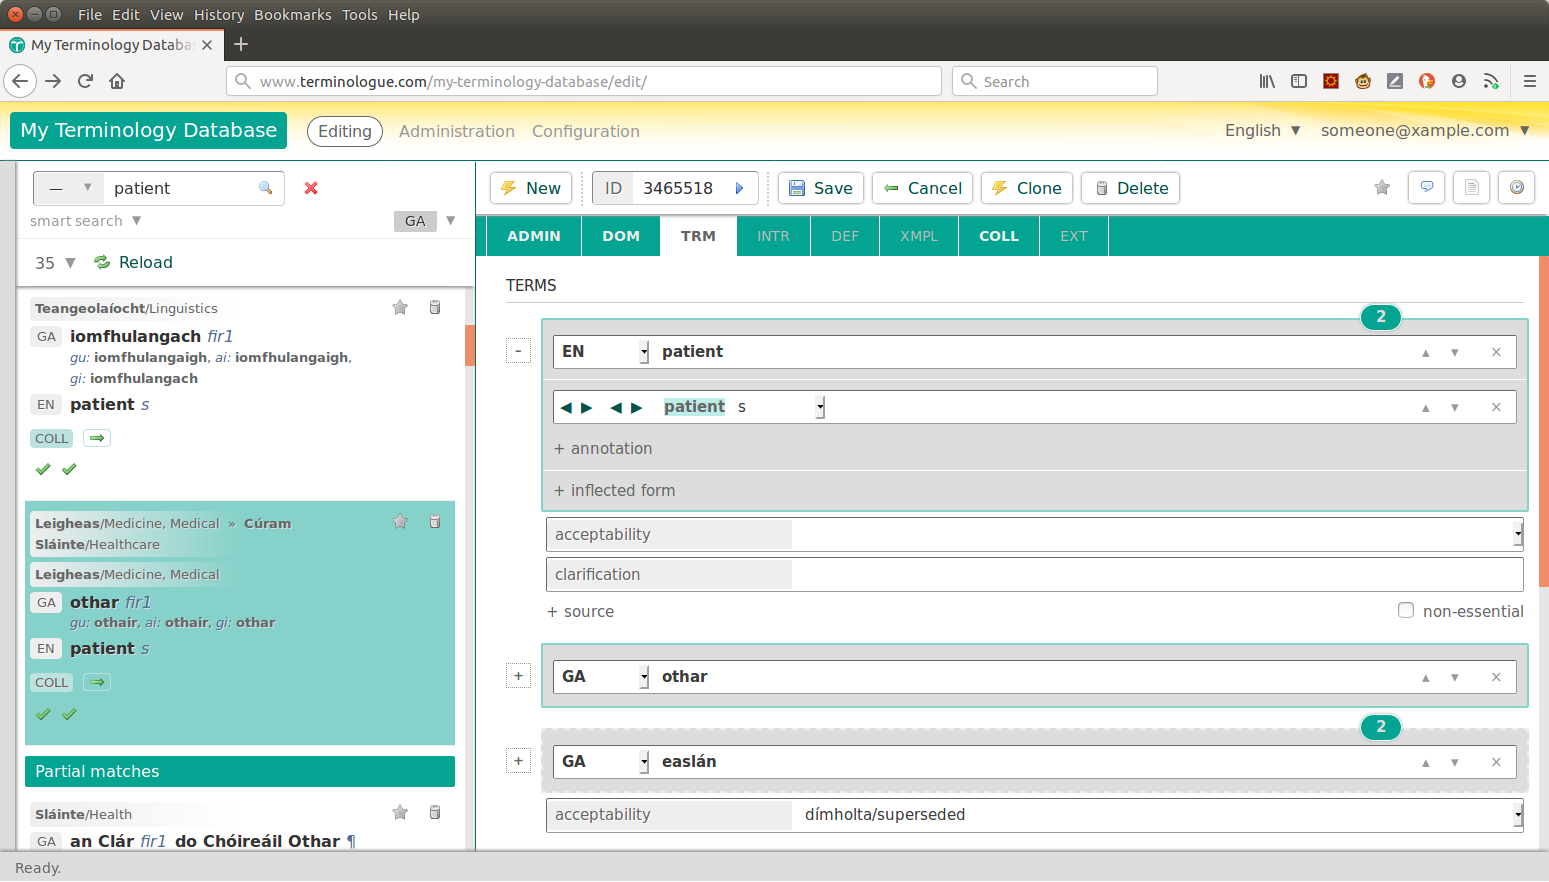 File Edit View History Bookmarks Tools Help
My Terminology Databa
www.terminologue.com/my-terminology-database/edit/
Search
My Terminology Database
Editing
Administration
Configuration
English
someone@xample.com
—
patient
smart search
GA
35
Reload
Teangeolaíocht/Linguistics
GA iomfhulangach fir1
gu: iomfhulangaigh, ai: iomfhulangaigh,
gi: iomfhulangach
EN patient s
COLL
Leigheas/Medicine, Medical » Cúram
Sláinte/Healthcare
Leigheas/Medicine, Medical
GA othar fir1
gu: othair, ai: othair, gi: othar
EN patient s
COLL
Partial matches
Sláinte/Health
GA an Clár fir1 do Chóireáil Othar ¶
New
ID 3465518
Save
Cancel
Clone
Delete
ADMIN DOM TRM INTR DEF XMPL COLL EXT
TERMS
2
- EN patient
patient s
+ annotation
+ inflected form
acceptability
clarification
+ source
non-essential
+ GA othar
2
+ GA easlán
acceptability dímholta/superseded
Ready.